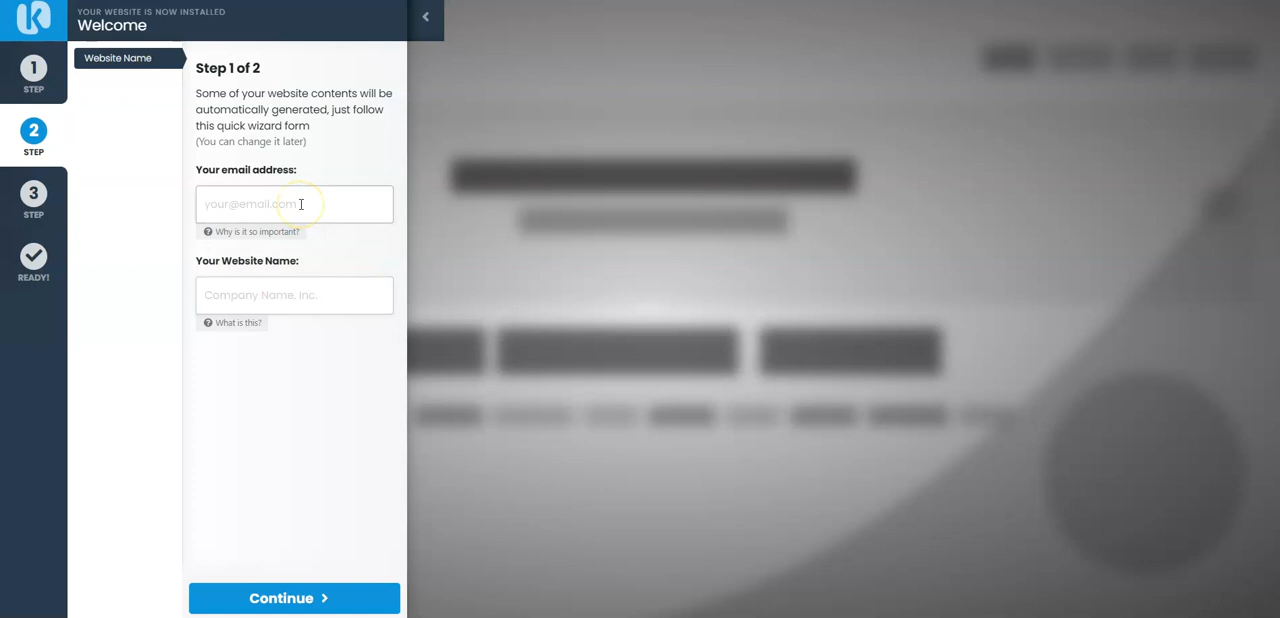 YOUR WEBSITE IS NOW INSTALLED
Welcome
1
STEP
2
STEP
3
STEP
READY!
Website Name
Step 1 of 2
Some of your website contents will be
automatically generated, just follow
this quick wizard form
(You can change it later)
Your email address:
your@email.com
Why is it so important?
Your Website Name:
Company Name, Inc.
What is this?
Continue